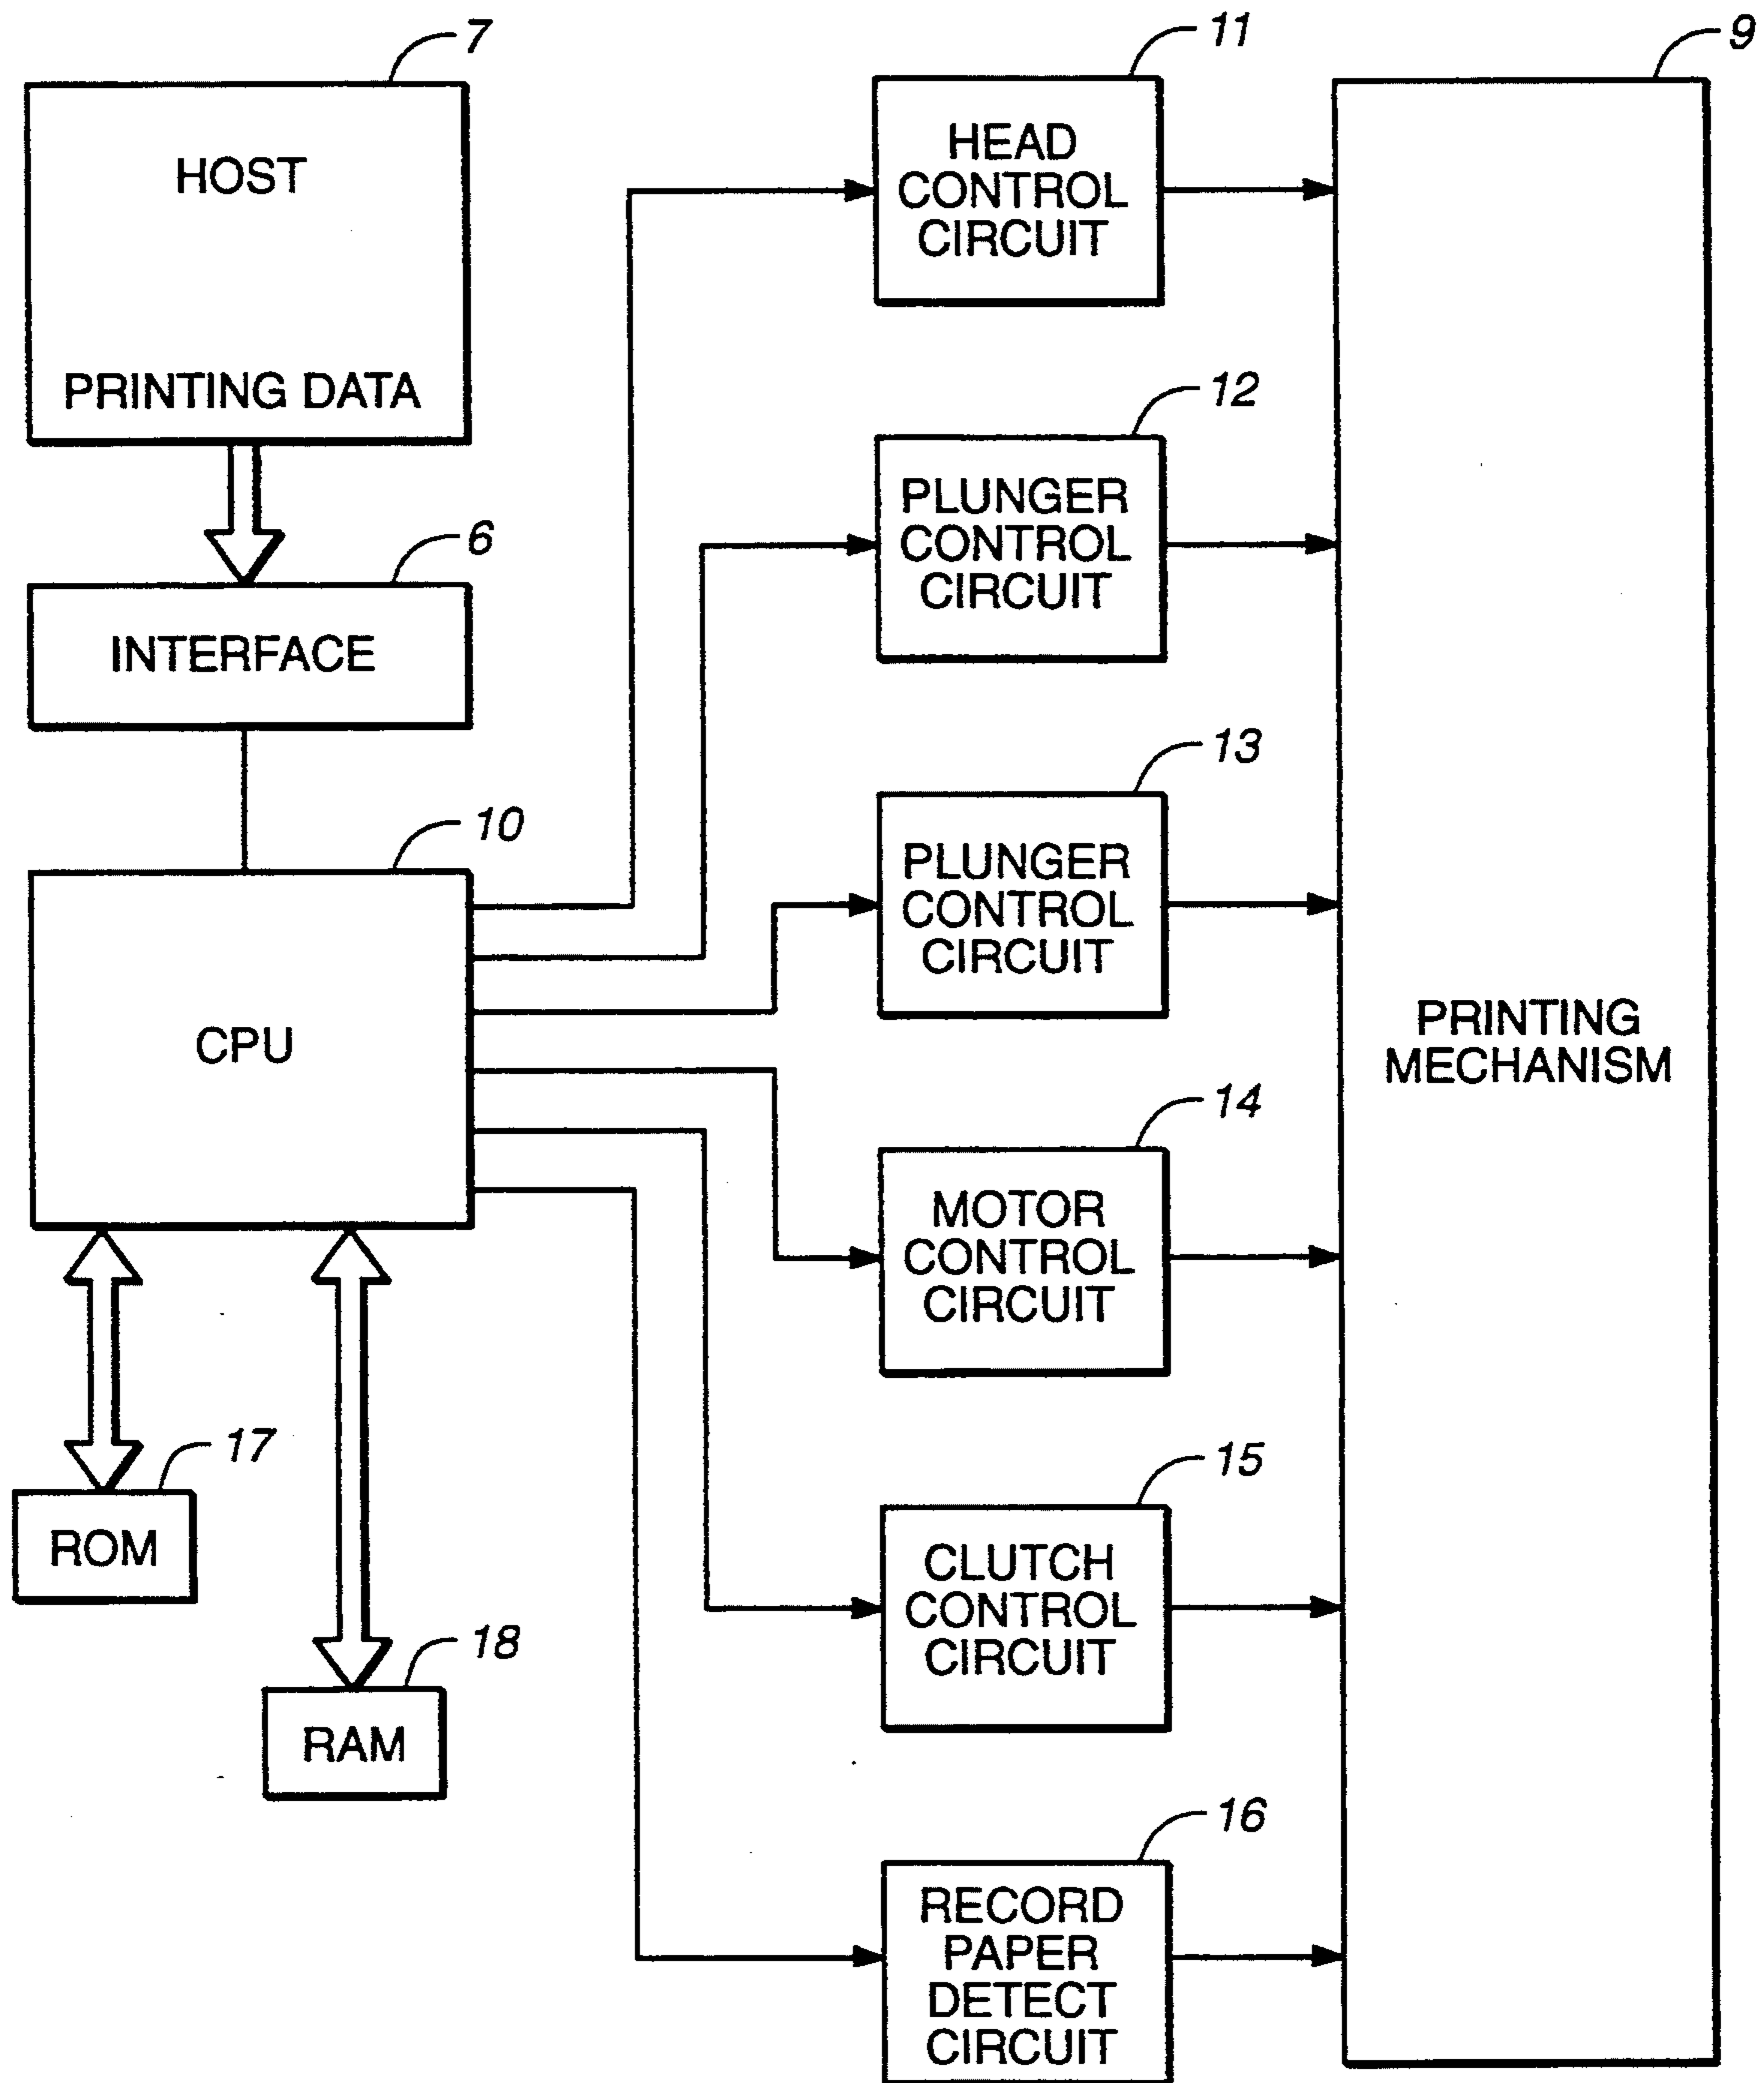 7
HOST
PRINTING DATA
6
INTERFACE
10
CPU
17
ROM
18
RAM
11
HEAD
CONTROL
CIRCUIT
12
PLUNGER
CONTROL
CIRCUIT
13
PLUNGER
CONTROL
CIRCUIT
14
MOTOR
CONTROL
CIRCUIT
15
CLUTCH
CONTROL
CIRCUIT
16
RECORD
PAPER
DETECT
CIRCUIT
9
PRINTING
MECHANISM